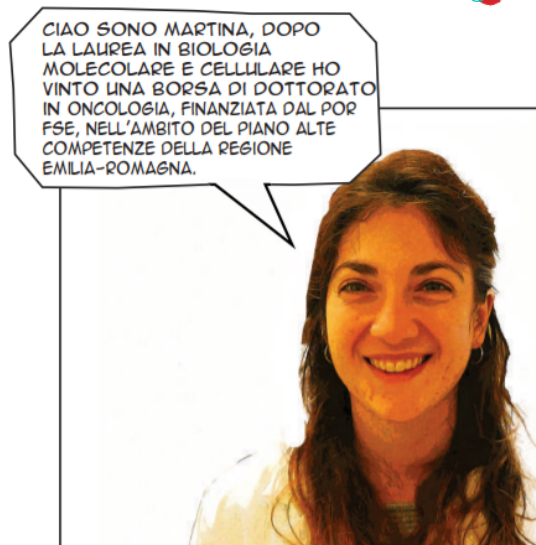 CIAO SONO MARTINA, DOPO
LA LAUREA IN BIOLOGIA
MOLECOLARE E CELLULARE HO
VINTO UNA BORSA DI DOTTORATO
IN ONCOLOGIA, FINANZIATA DAL POR
FSE, NELL'AMBITO DEL PIANO ALTE
COMPETENZE DELLA REGIONE
EMILIA-ROMAGNA.